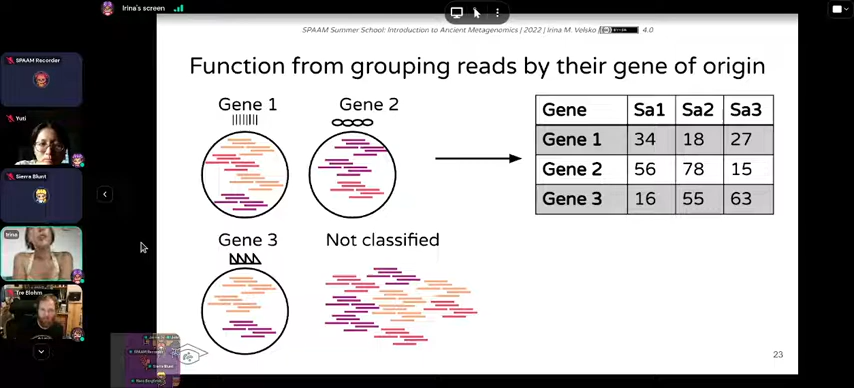 Irina's screen
SPAAM Summer School: Introduction to Ancient Metagenomics | 2022 | Irina M. Velsko
4.0
Function from grouping reads by their gene of origin
SPAAM Recorder
Yuti
Sierra Blunt
Irina
Tre Blohm
Gene 1
Gene 2
Gene 3
Not classified
Gene Sa1 Sa2 Sa3
Gene 1 34 18 27
Gene 2 56 78 15
Gene 3 16 55 63
23